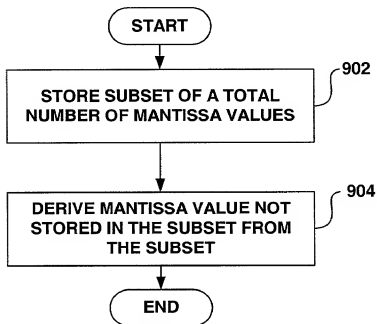 START
902
STORE SUBSET OF A TOTAL
NUMBER OF MANTISSA VALUES
904
DERIVE MANTISSA VALUE NOT
STORED IN THE SUBSET FROM
THE SUBSET
END